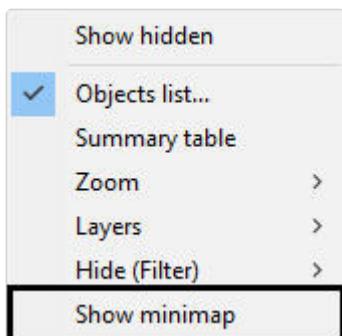 Show hidden
Objects list...
Summary table
Zoom
Layers
Hide (Filter)
Show minimap